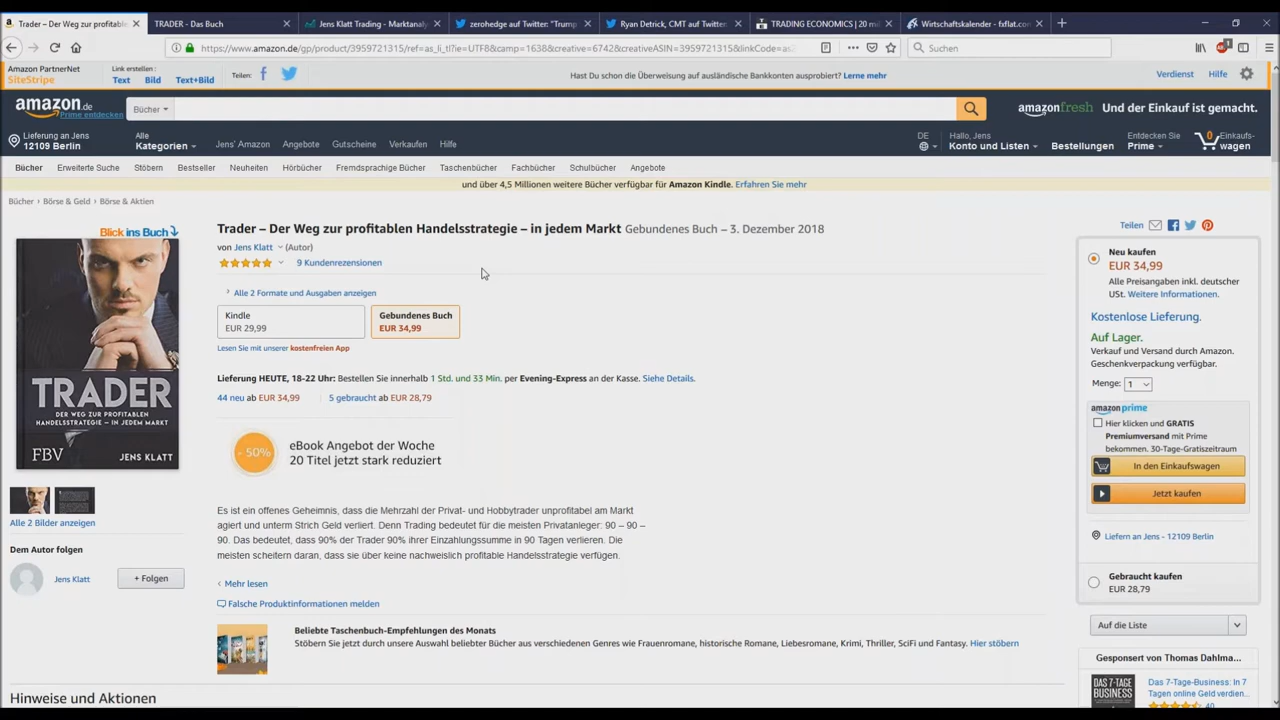 Trader – Der Weg zur profitable
TRADER - Das Buch
Jens Klatt Trading - Marktanaly
zerohedge auf Twitter: "Trump
Ryan Detrick, CMT auf Twitter:
TRADING ECONOMICS | 20 mi
Wirtschaftskalender - fxflat.com
https://www.amazon.de/gp/product/3959721315/ref=as_li_tl?ie=UTF8&camp=1638&creative=6742&creativeASIN=3959721315&linkCode=as2
Suchen
Amazon PartnerNet
SiteStripe
Link erstellen:
Text Bild Text+Bild
Teilen:
Hast Du schon die Überweisung auf ausländische Bankkonten ausprobiert? Lerne mehr
Verdienst Hilfe
amazon.de
Prime entdecken
Bücher
amazonfresh Und der Einkauf ist gemacht.
Lieferung an Jens
12109 Berlin
Alle
Kategorien
Jens' Amazon Angebote Gutscheine Verkaufen Hilfe
DE
Hallo, Jens
Konto und Listen
Bestellungen
Entdecken Sie
Prime
0
Einkaufs-
wagen
Bücher Erweiterte Suche Stöbern Bestseller Neuheiten Hörbücher Fremdsprachige Bücher Taschenbücher Fachbücher Schulbücher Angebote
und über 4,5 Millionen weitere Bücher verfügbar für Amazon Kindle. Erfahren Sie mehr
Bücher › Börse & Geld › Börse & Aktien
Blick ins Buch
TRADER
DER WEG ZUR PROFITABLEN
HANDELSSTRATEGIE – IN JEDEM MARKT
FBV JENS KLATT
Alle 2 Bilder anzeigen
Dem Autor folgen
Jens Klatt
+ Folgen
Trader – Der Weg zur profitablen Handelsstrategie – in jedem Markt Gebundenes Buch – 3. Dezember 2018
von Jens Klatt (Autor)
9 Kundenrezensionen
Alle 2 Formate und Ausgaben anzeigen
Kindle
EUR 29,99
Gebundenes Buch
EUR 34,99
Lesen Sie mit unserer kostenfreien App
Lieferung HEUTE, 18-22 Uhr: Bestellen Sie innerhalb 1 Std. und 33 Min. per Evening-Express an der Kasse. Siehe Details.
44 neu ab EUR 34,99
5 gebraucht ab EUR 28,79
- 50%
eBook Angebot der Woche
20 Titel jetzt stark reduziert
Es ist ein offenes Geheimnis, dass die Mehrzahl der Privat- und Hobbytrader unprofitabel am Markt
agiert und unterm Strich Geld verliert. Denn Trading bedeutet für die meisten Privatanleger: 90 – 90 –
90. Das bedeutet, dass 90% der Trader 90% ihrer Einzahlungssumme in 90 Tagen verlieren. Die
meisten scheitern daran, dass sie über keine nachweislich profitable Handelsstrategie verfügen.
Mehr lesen
Falsche Produktinformationen melden
Beliebte Taschenbuch-Empfehlungen des Monats
Stöbern Sie jetzt durch unsere Auswahl beliebter Bücher aus verschiedenen Genres wie Frauenromane, historische Romane, Liebesromane, Krimi, Thriller, SciFi und Fantasy. Hier stöbern
Hinweise und Aktionen
Teilen
Neu kaufen
EUR 34,99
Alle Preisangaben inkl. deutscher
USt. Weitere Informationen.
Kostenlose Lieferung.
Auf Lager.
Verkauf und Versand durch Amazon.
Geschenkverpackung verfügbar.
Menge: 1
amazon prime
Hier klicken und GRATIS
Premiumversand mit Prime
bekommen. 30-Tage-Gratiszeitraum
In den Einkaufswagen
Jetzt kaufen
Liefern an Jens - 12109 Berlin
Gebraucht kaufen
EUR 28,79
Auf die Liste
Gesponsert von Thomas Dahlma...
DAS 7-TAGE
BUSINESS
Das 7-Tage-Business: In 7
Tagen online Geld verdien...
40